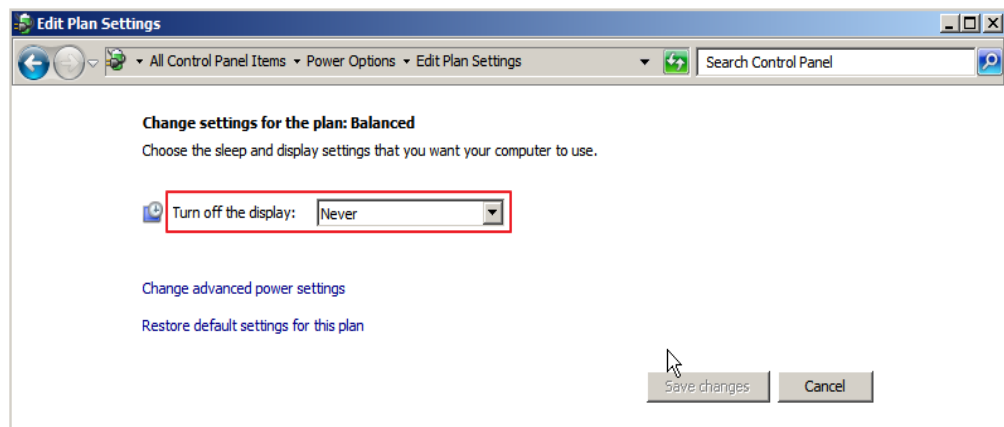 Edit Plan Settings
All Control Panel Items Power Options Edit Plan Settings Search Control Panel
Change settings for the plan: Balanced
Choose the sleep and display settings that you want your computer to use.
Turn off the display: Never
Change advanced power settings
Restore default settings for this plan
Save changes Cancel